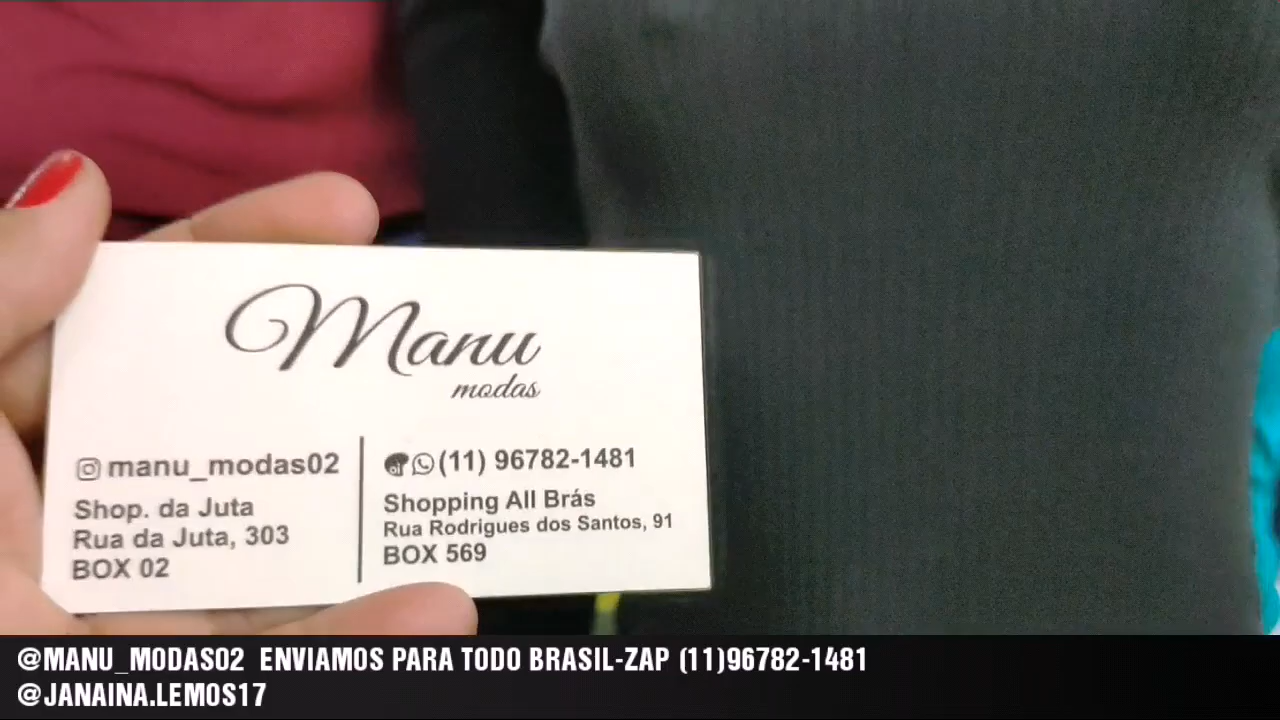 Manu
modas
manu_modas02
Shop. da Juta
Rua da Juta, 303
BOX 02
oi (11) 96782-1481
Shopping All Brás
Rua Rodrigues dos Santos, 91
BOX 569
@MANU_MODAS02 ENVIAMOS PARA TODO BRASIL-ZAP (11)96782-1481
@JANAINA.LEMOS17